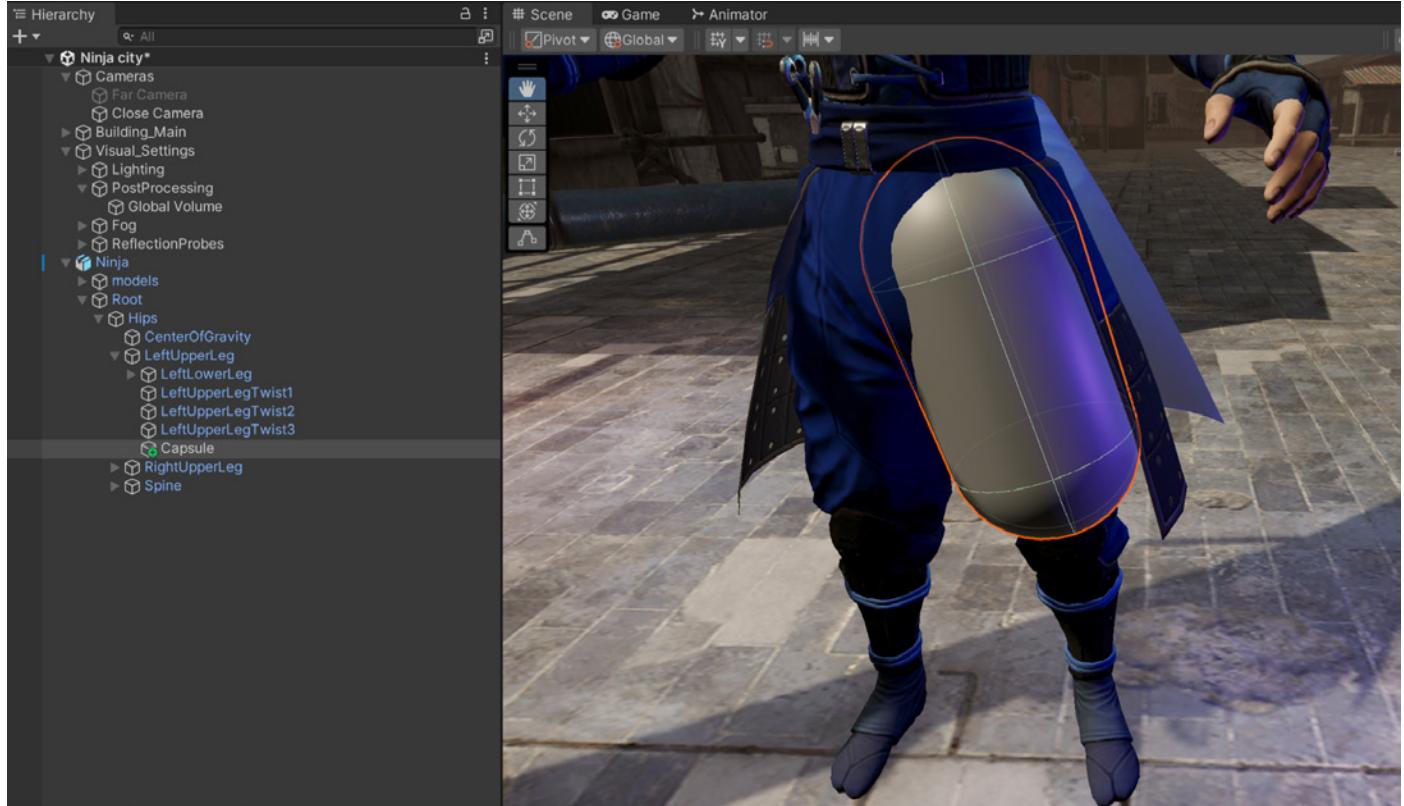 Hierarchy
All
Ninja city*
Cameras
Far Camera
Close Camera
Building_Main
Visual_Settings
Lighting
PostProcessing
Global Volume
Fog
ReflectionProbes
Ninja
models
Root
Hips
CenterOfGravity
LeftUpperLeg
LeftLowerLeg
LeftUpperLegTwist1
LeftUpperLegTwist2
LeftUpperLegTwist3
Capsule
RightUpperLeg
Spine
Scene Game Animator
Pivot Global